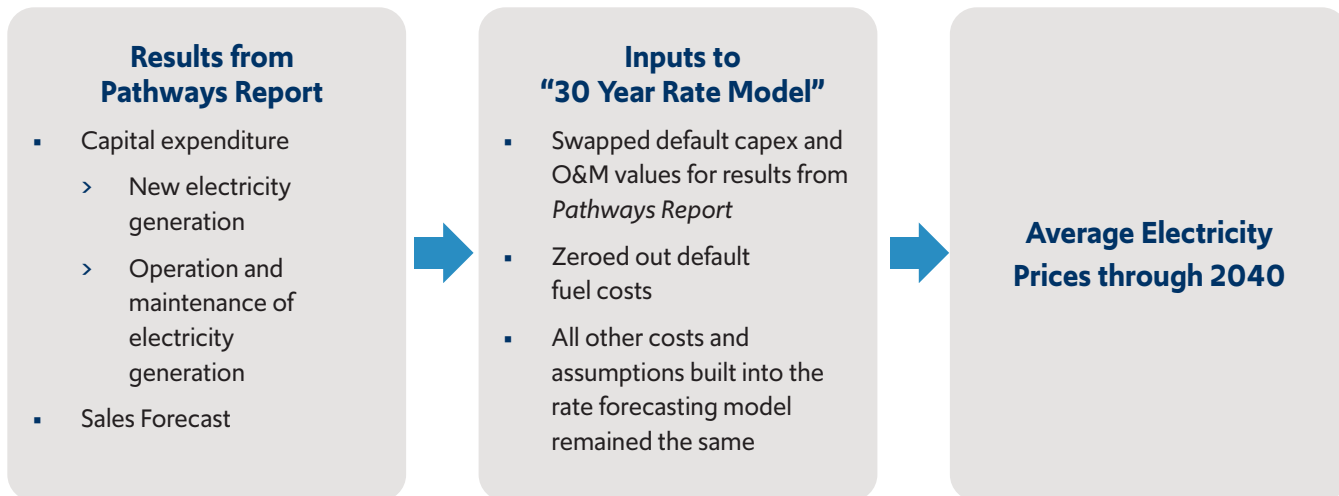 Results from
Pathways Report
▪ Capital expenditure
> New electricity
generation
> Operation and
maintenance of
electricity
generation
▪ Sales Forecast
Inputs to
“30 Year Rate Model”
▪ Swapped default capex and
O&M values for results from
Pathways Report
▪ Zeroed out default
fuel costs
▪ All other costs and
assumptions built into the
rate forecasting model
remained the same
Average Electricity
Prices through 2040